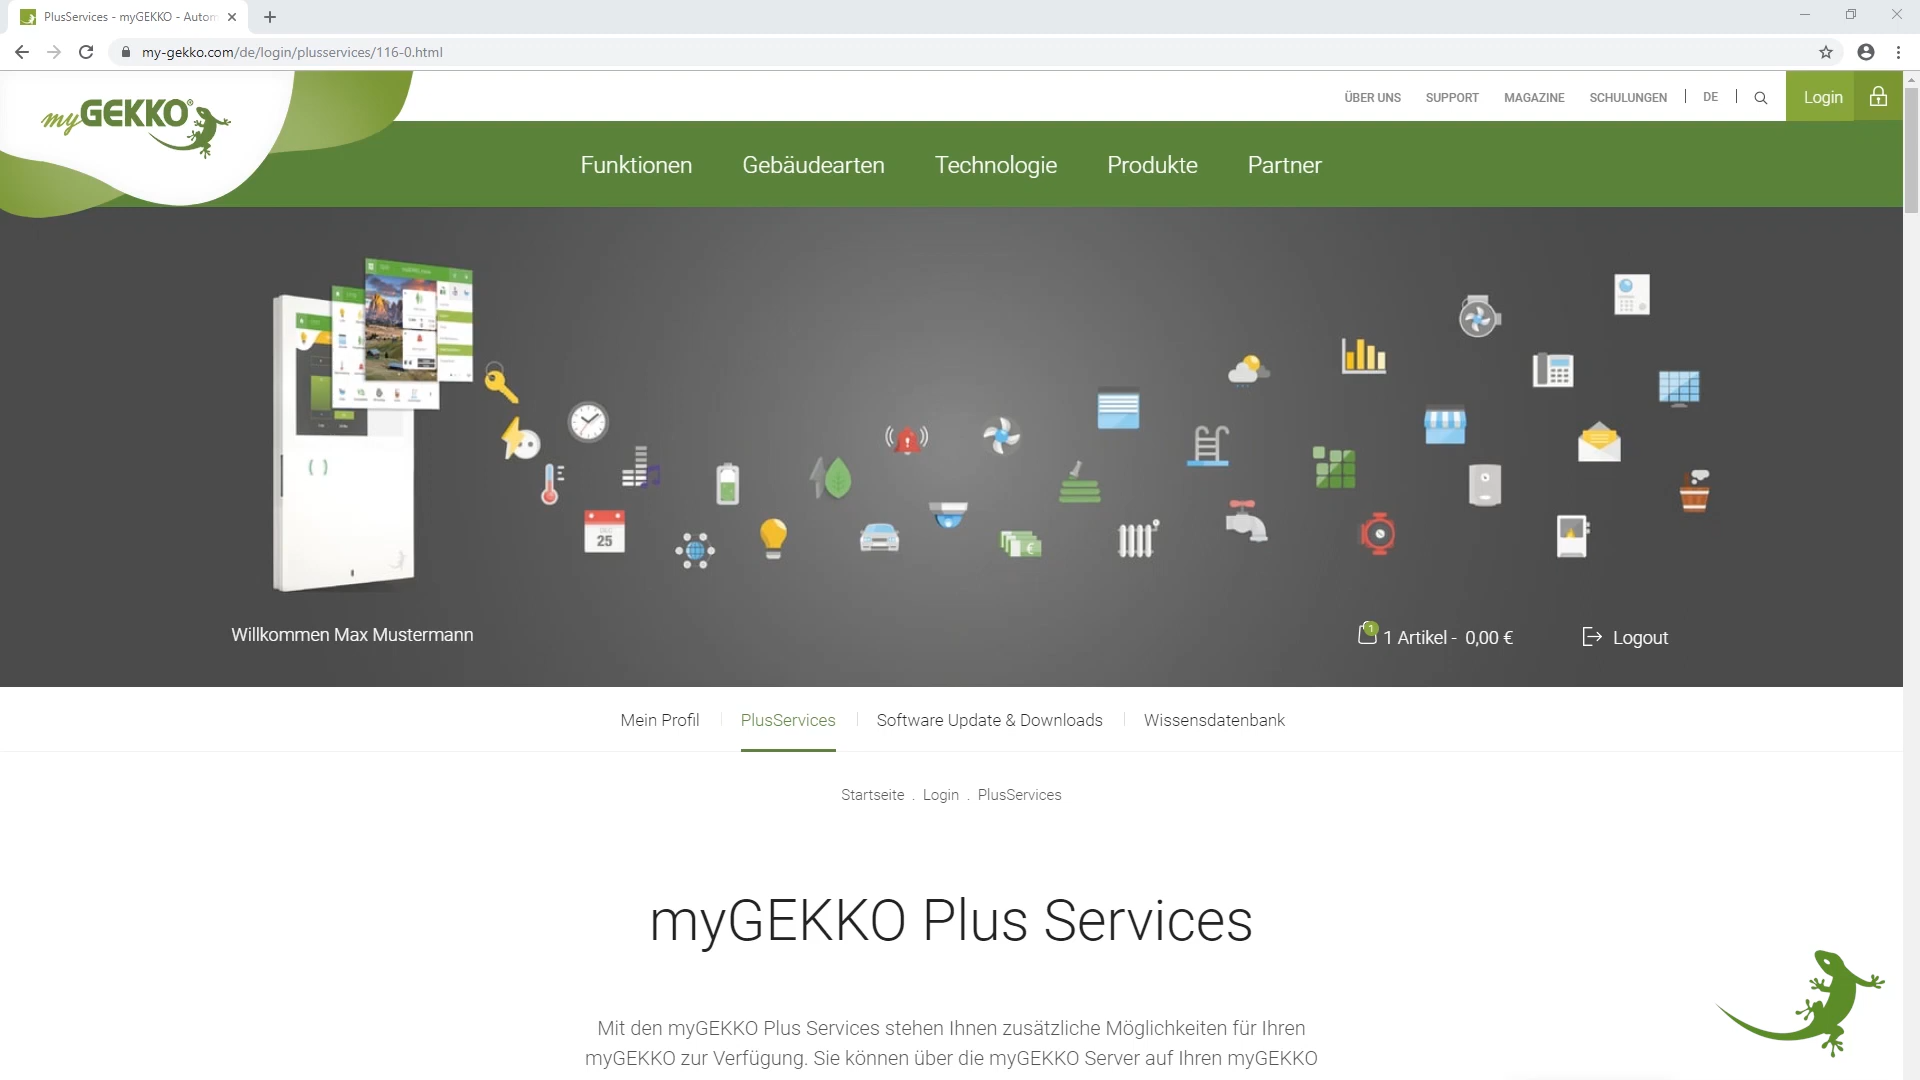 PlusServices - myGEKKO - Autom
my-gekko.com/de/login/plusservices/116-0.html
myGEKKO®
ÜBER UNS
SUPPORT
MAGAZINE
SCHULUNGEN
DE
Login
Funktionen
Gebäudearten
Technologie
Produkte
Partner
25
Willkommen Max Mustermann
1
1 Artikel - 0,00 €
Logout
Mein Profil
PlusServices
Software Update & Downloads
Wissensdatenbank
Startseite . Login . PlusServices
myGEKKO Plus Services
Mit den myGEKKO Plus Services stehen Ihnen zusätzliche Möglichkeiten für Ihren
myGEKKO zur Verfügung. Sie können über die myGEKKO Server auf Ihren myGEKKO